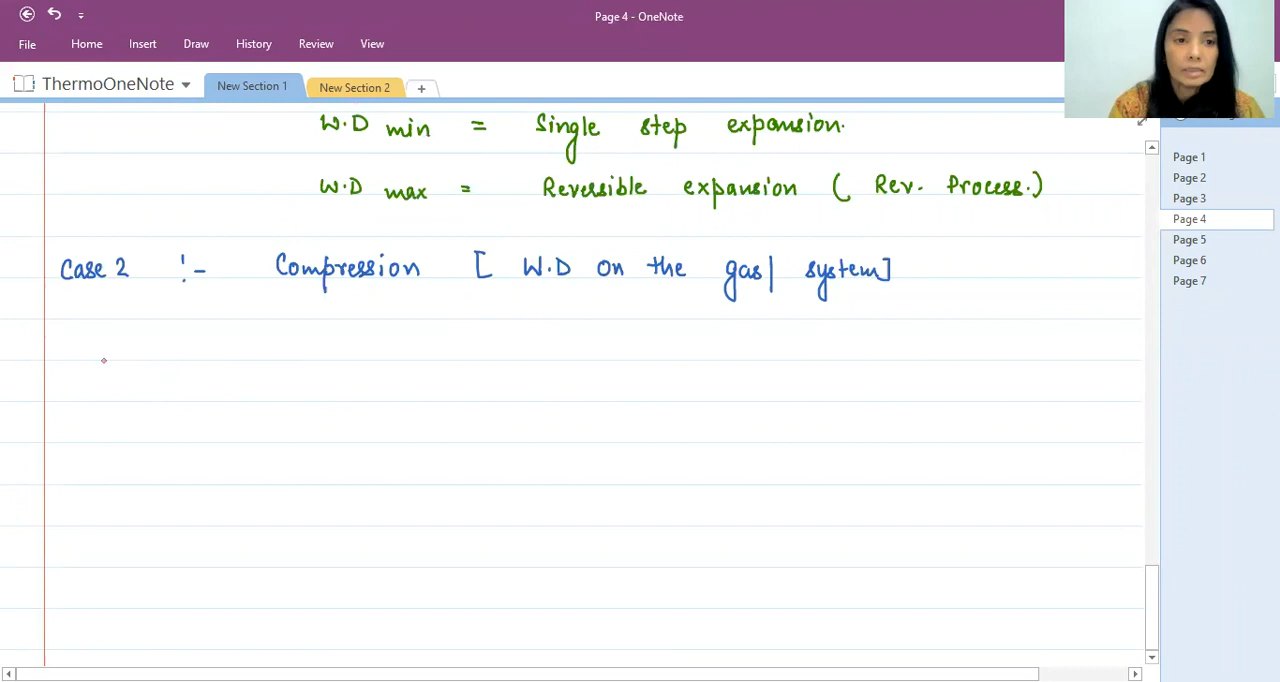 Page 4 - OneNote
File Home Insert Draw History Review View
ThermoOneNote New Section 1 New Section 2 +
W.D min = Single step expansion.
W.D max = Reversible expansion ( Rev. Process.)
Case 2 :- Compression [ W.D on the gas| system]
Page 1
Page 2
Page 3
Page 4
Page 5
Page 6
Page 7